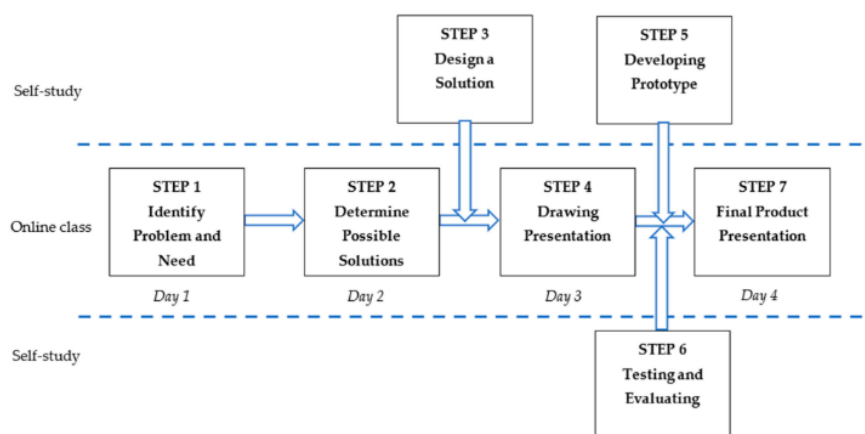 STEP 3
Design a
Solution
STEP 5
Developing
Prototype
Self-study
STEP 1
Identify
Problem and
Need
STEP 2
Determine
Possible
Solutions
STEP 4
Drawing
Presentation
STEP 7
Final Product
Presentation
Online class
Day 1
Day 2
Day 3
Day 4
Self-study
STEP 6
Testing and
Evaluating